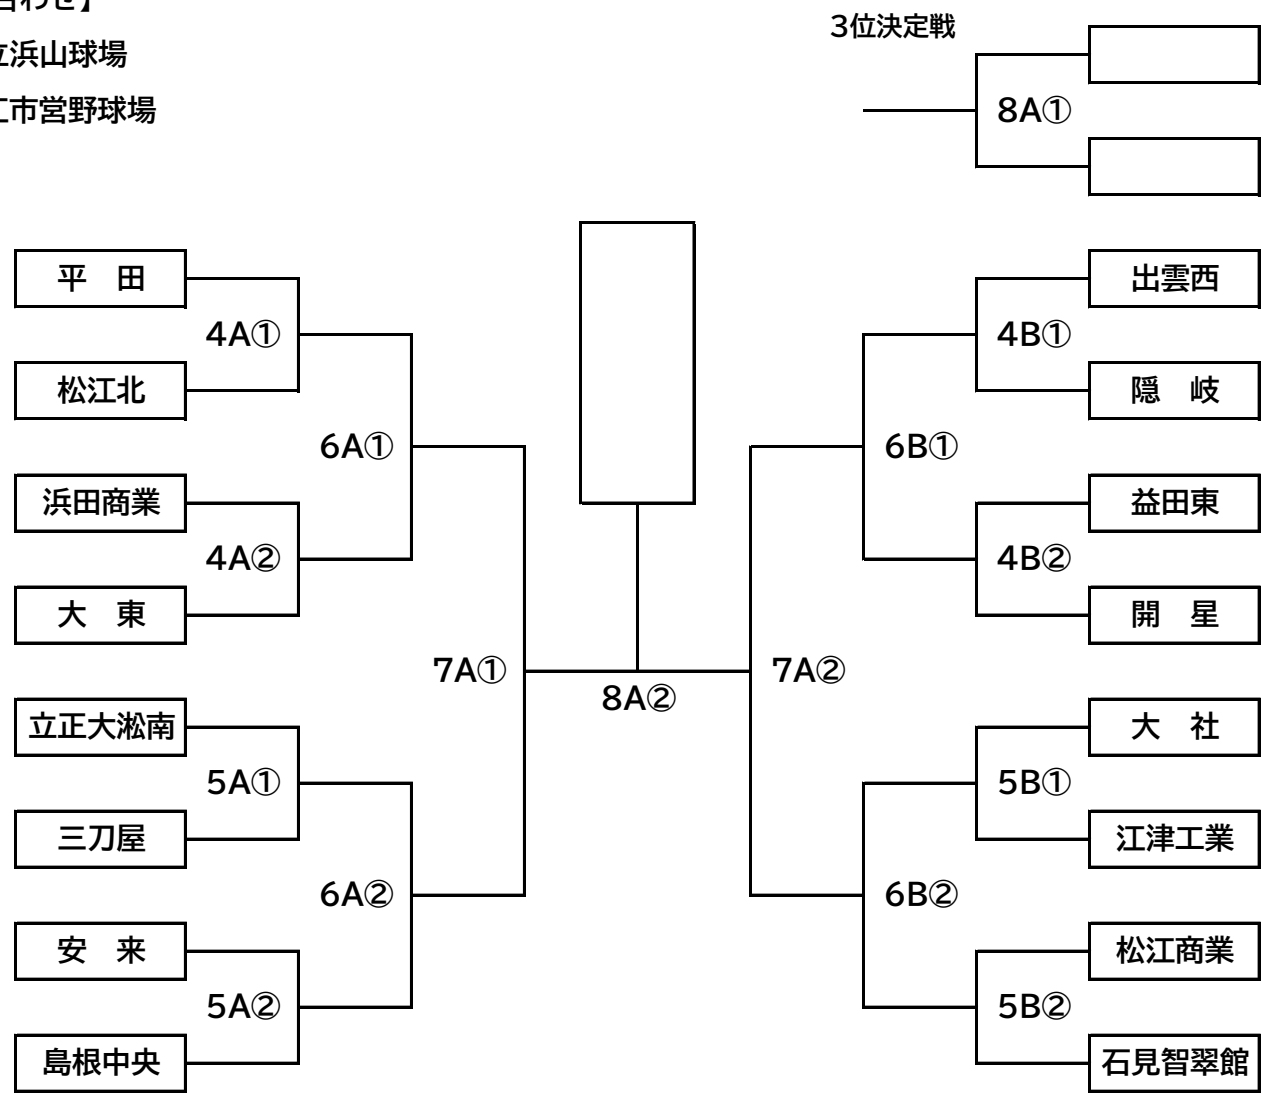 合わせ】
立浜山球場
江市営野球場
3位決定戦
8A①
平　田
4A①
松江北
6A①
浜田商業
4A②
大　東
7A①
立正大淞南
5A①
三刀屋
6A②
安　来
5A②
島根中央
8A②
出雲西
4B①
隠　岐
6B①
益田東
4B②
開　星
7A②
大　社
5B①
江津工業
6B②
松江商業
5B②
石見智翠館